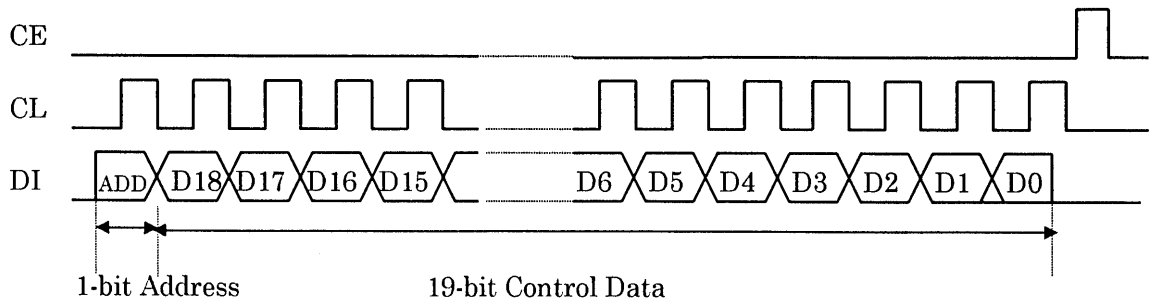 CE
CL
DI ADD D18 D17 D16 D15 D6 D5 D4 D3 D2 D1 D0
1-bit Address 19-bit Control Data